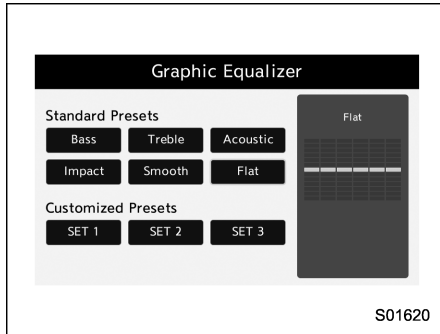 Graphic Equalizer
Standard Presets
Bass Treble Acoustic
Impact Smooth Flat
Customized Presets
SET 1 SET 2 SET 3
Flat
S01620